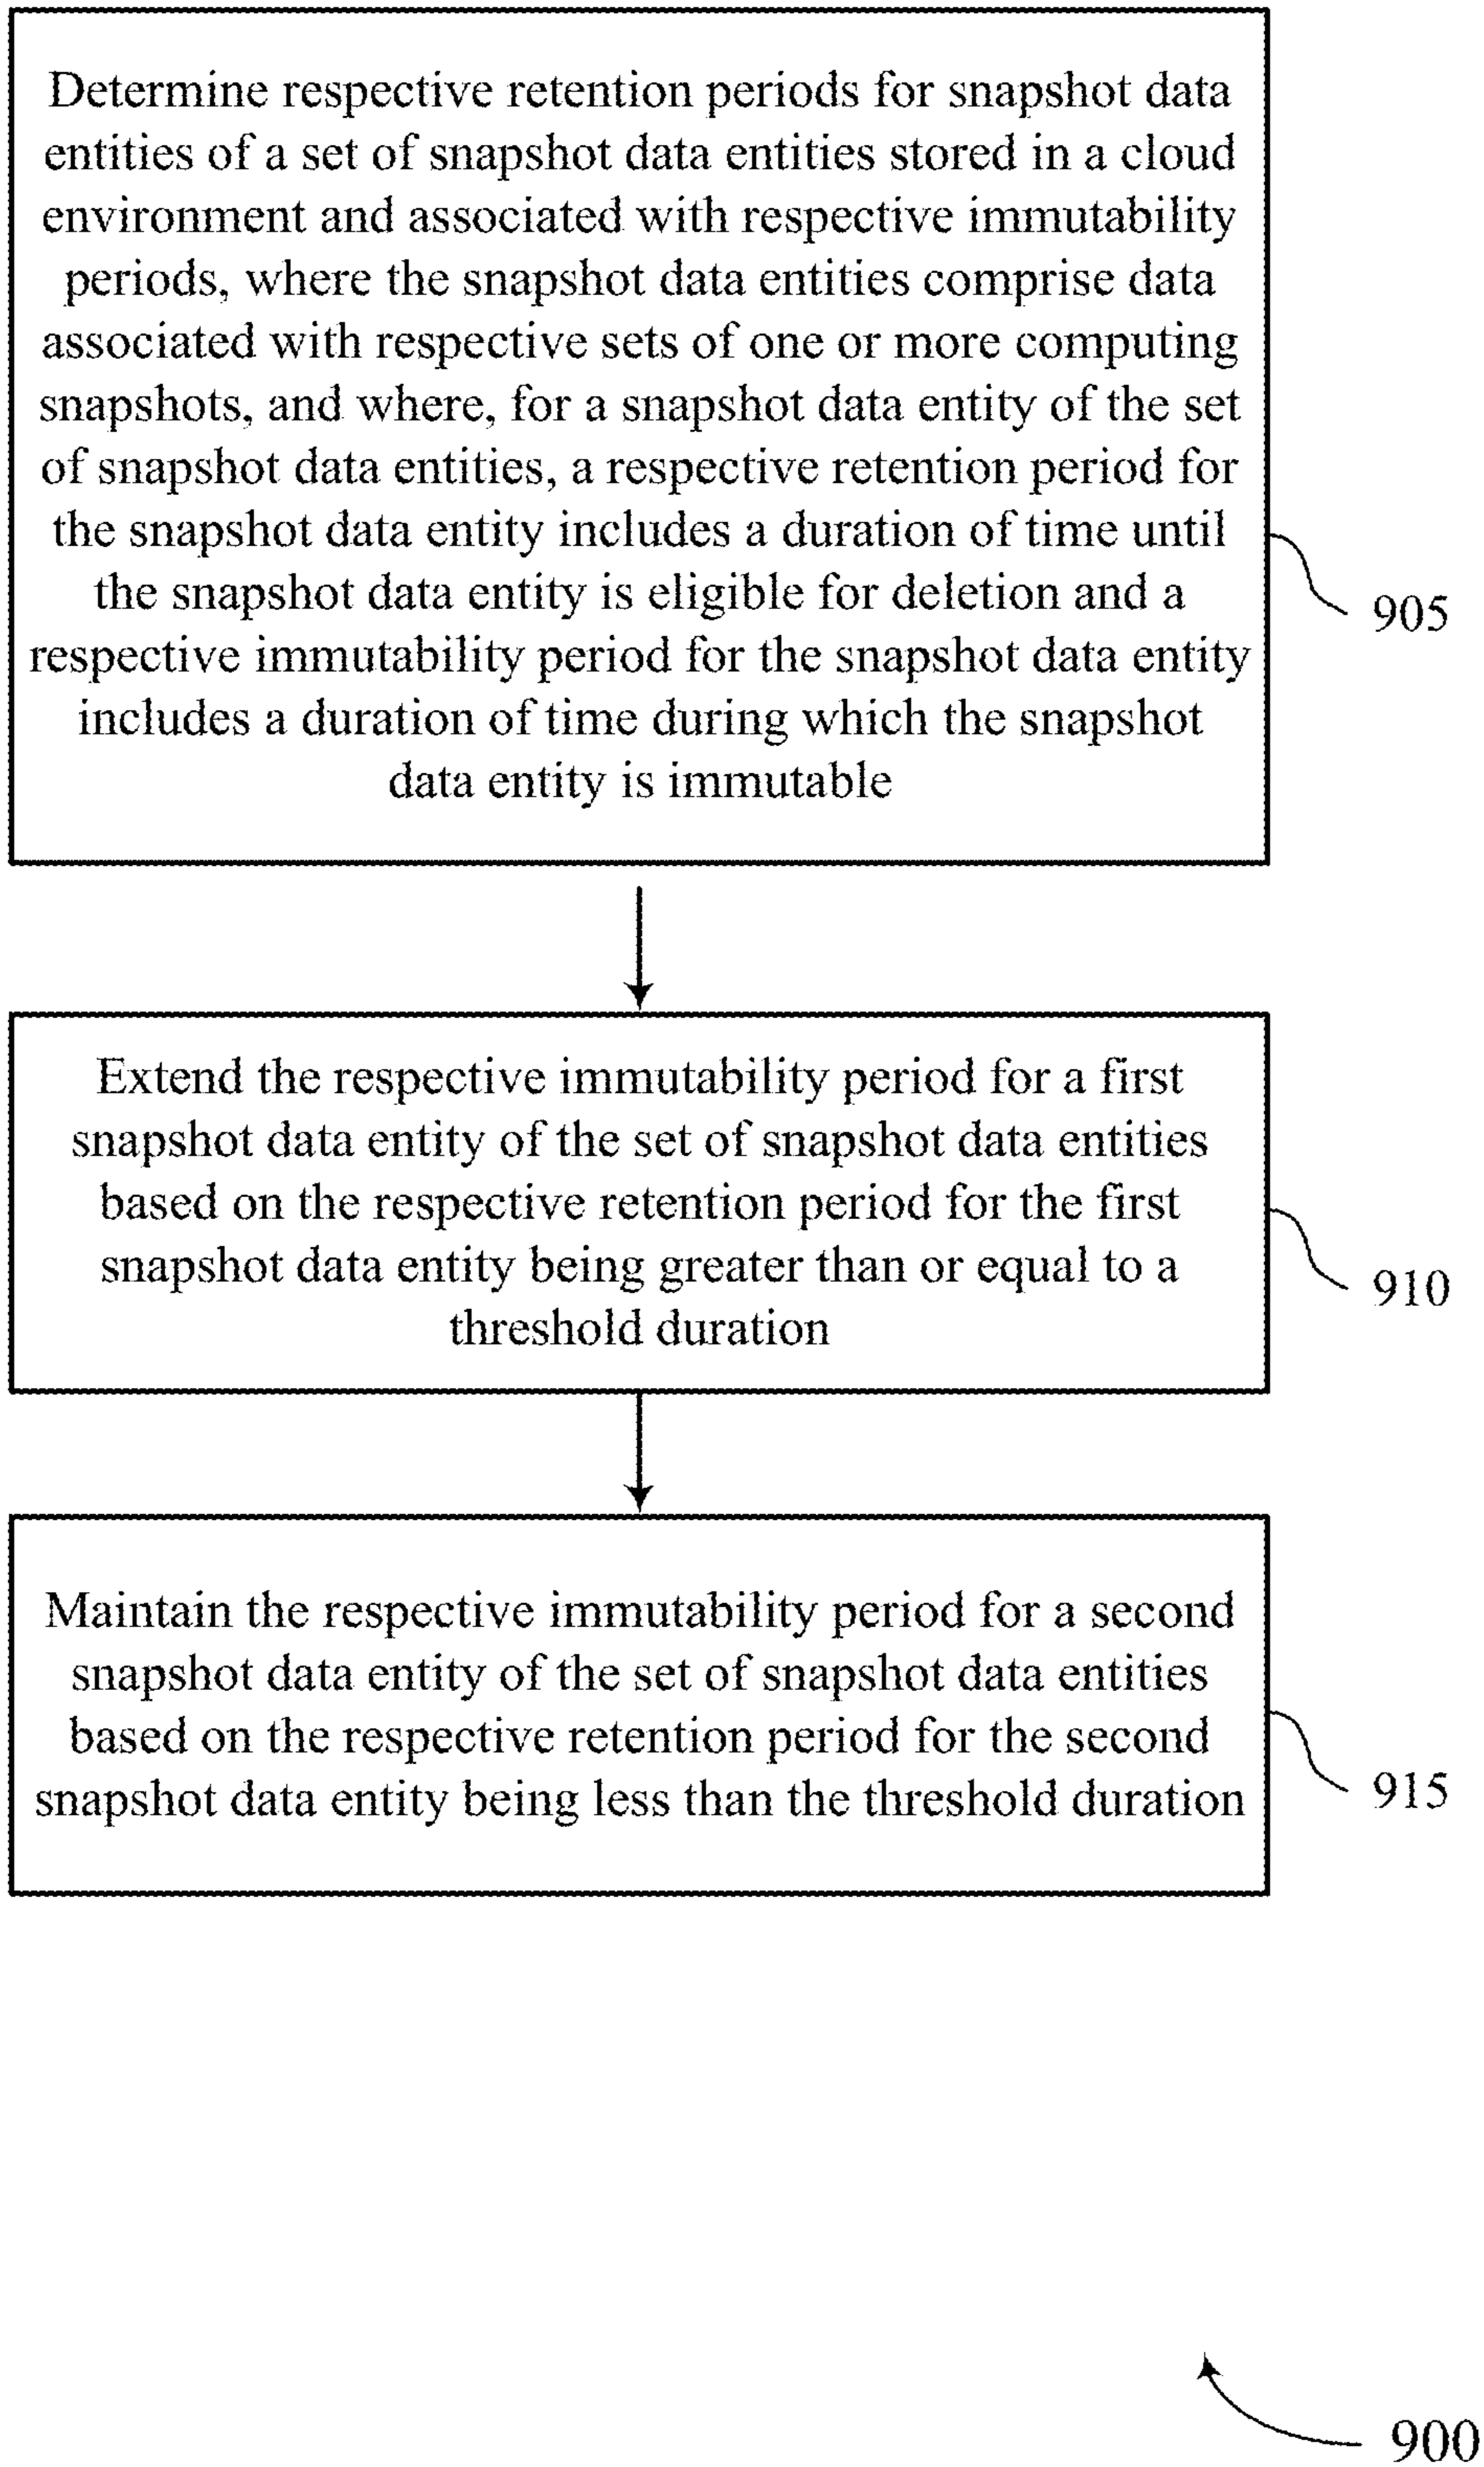 Determine respective retention periods for snapshot data
entities of a set of snapshot data entities stored in a cloud
environment and associated with respective immutability
periods, where the snapshot data entities comprise data
associated with respective sets of one or more computing
snapshots, and where, for a snapshot data entity of the set
of snapshot data entities, a respective retention period for
the snapshot data entity includes a duration of time until
the snapshot data entity is eligible for deletion and a
respective immutability period for the snapshot data entity
includes a duration of time during which the snapshot
data entity is immutable
905
Extend the respective immutability period for a first
snapshot data entity of the set of snapshot data entities
based on the respective retention period for the first
snapshot data entity being greater than or equal to a
threshold duration
910
Maintain the respective immutability period for a second
snapshot data entity of the set of snapshot data entities
based on the respective retention period for the second
snapshot data entity being less than the threshold duration
915
900